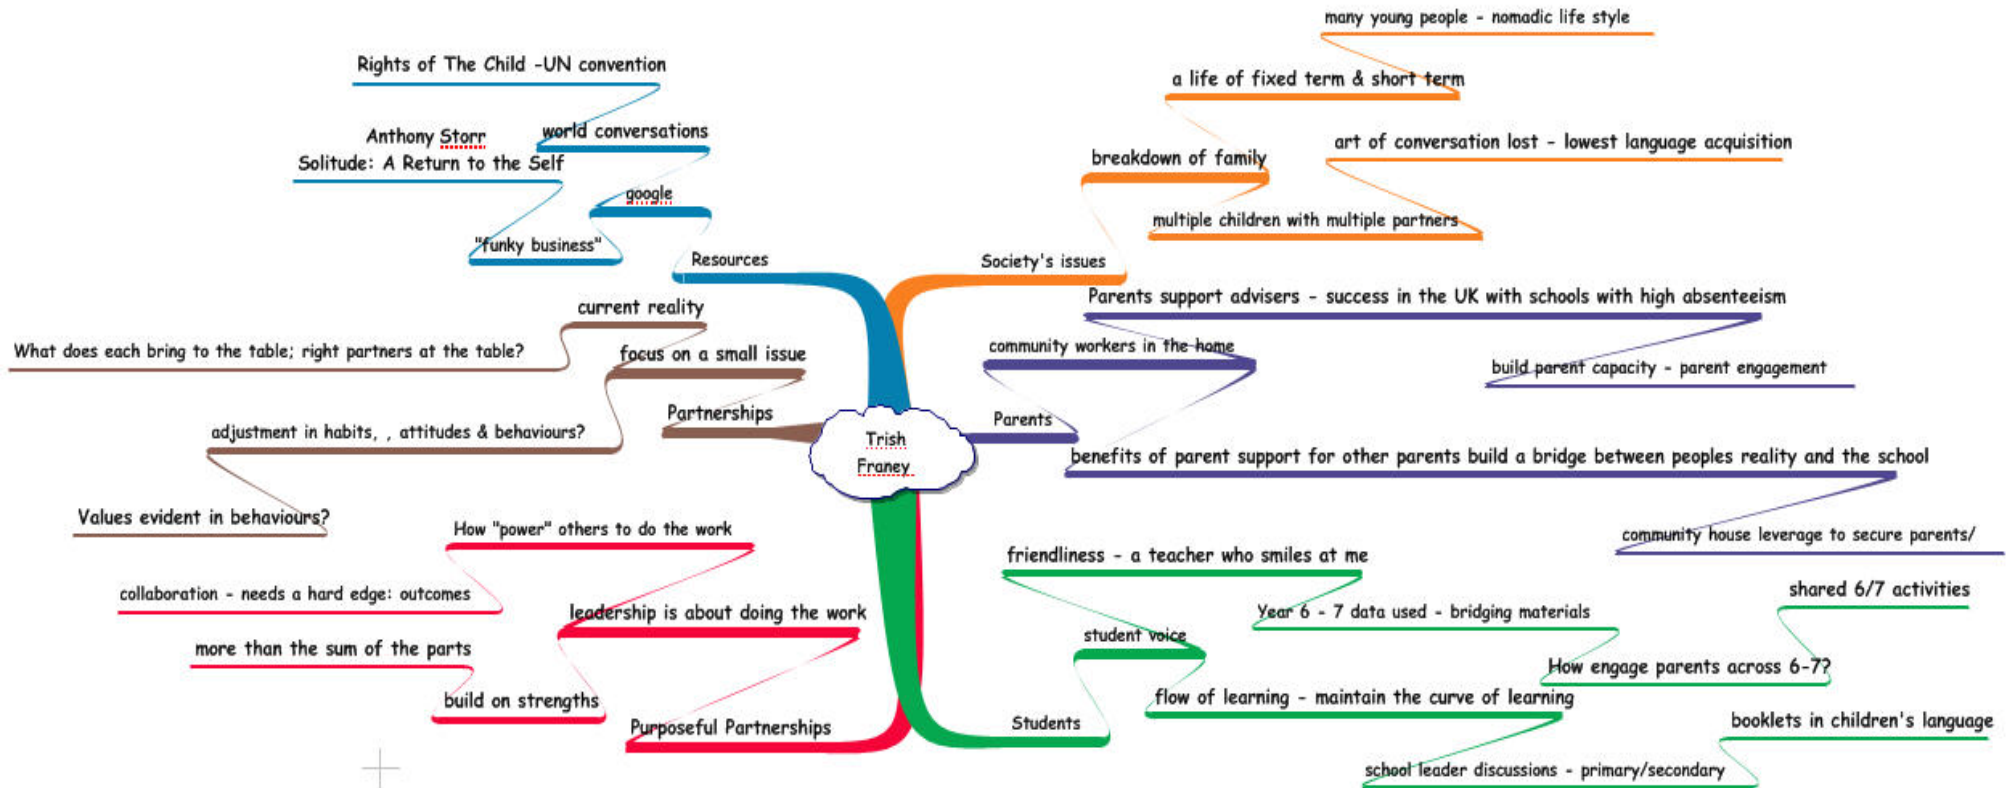 many young people - nomadic life style
Rights of The Child -UN convention
a life of fixed term & short term
Anthony Storr
Solitude: A Return to the Self
world conversations
art of conversation lost - lowest language acquisition
breakdown of family
google
multiple children with multiple partners
"funky business"
Resources
Society's issues
current reality
Parents support advisers - success in the UK with schools with high absenteeism
What does each bring to the table; right partners at the table?
focus on a small issue
community workers in the home
build parent capacity - parent engagement
Partnerships
Parents
adjustment in habits, , attitudes & behaviours?
Trish
Franey
benefits of parent support for other parents build a bridge between peoples reality and the school
Values evident in behaviours?
How "power" others to do the work
community house leverage to secure parents/
friendliness - a teacher who smiles at me
collaboration - needs a hard edge: outcomes
shared 6/7 activities
leadership is about doing the work
Year 6 - 7 data used - bridging materials
student voice
more than the sum of the parts
How engage parents across 6-7?
build on strengths
flow of learning - maintain the curve of learning
Purposeful Partnerships
Students
booklets in children's language
school leader discussions - primary/secondary